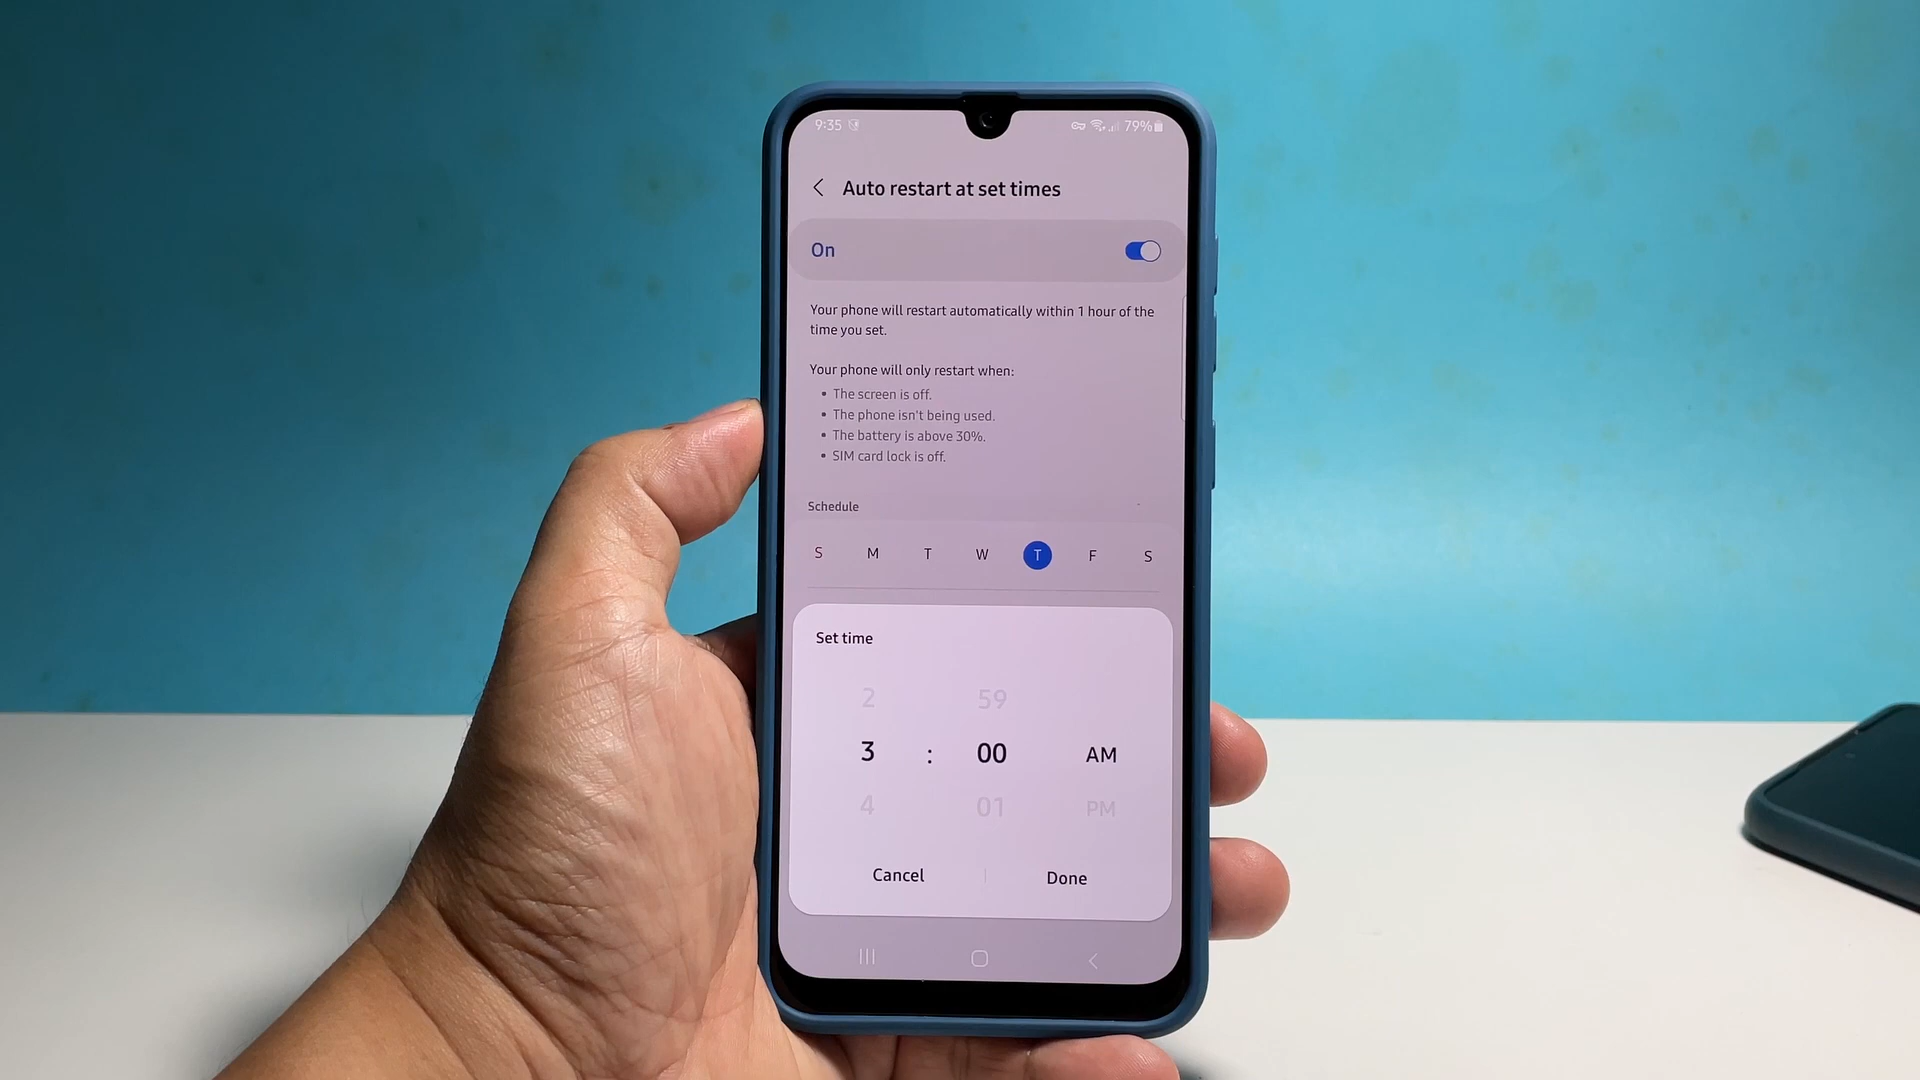 9:35 79%
Auto restart at set times
On
Your phone will restart automatically within 1 hour of the
time you set.
Your phone will only restart when:
• The screen is off.
• The phone isn't being used.
• The battery is above 30%.
• SIM card lock is off.
Schedule
S M T W T F S
Set time
2 59
3 : 00 AM
4 01 PM
Cancel Done